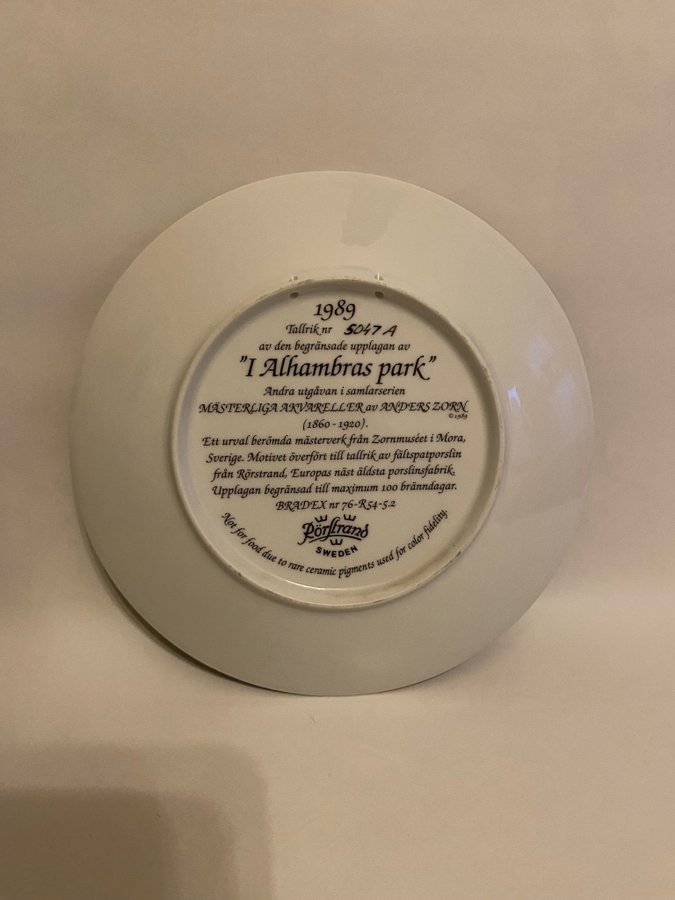 1989
Tallrik nr 5047 A
av den begränsade upplagan av
"I Alhambras park"
Andra utgåvan i samlarserien
MÄSTERLIGA AKVARELLER av ANDERS ZORN
© 1989
(1860 - 1920).
Ett urval berömda mästerverk från Zornmuséet i Mora,
Sverige. Motivet överfört till tallrik av fältspatporslin
från Rörstrand, Europas näst äldsta porslinsfabrik.
Upplagan begränsad till maximum 100 bränndagar.
BRADEX nr 76-R54-5.2
Rörstrand
SWEDEN
Not for food due to rare ceramic pigments used for color fidelity.